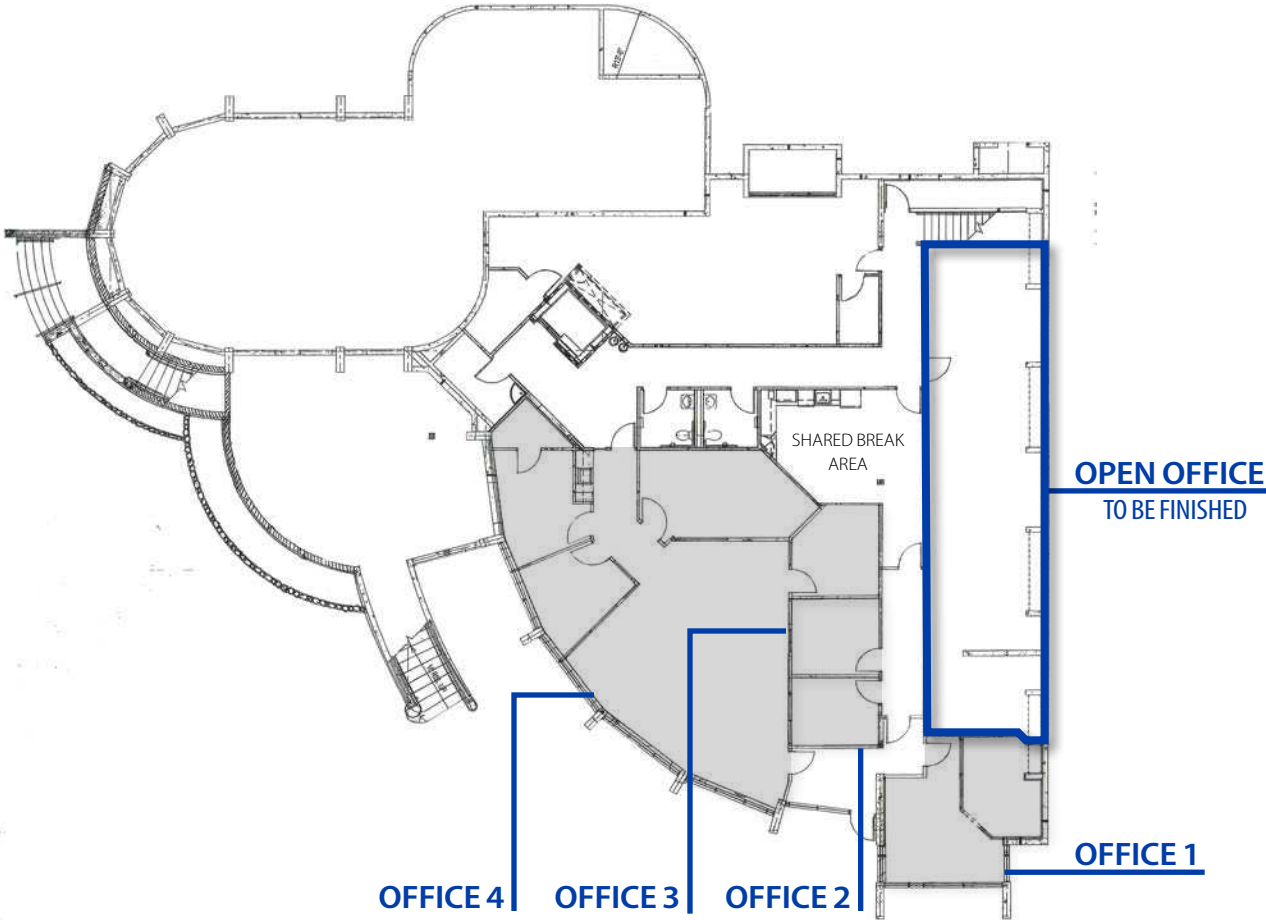 SHARED BREAK
AREA
OPEN OFFICE
TO BE FINISHED
OFFICE 1
OFFICE 4
OFFICE 3
OFFICE 2